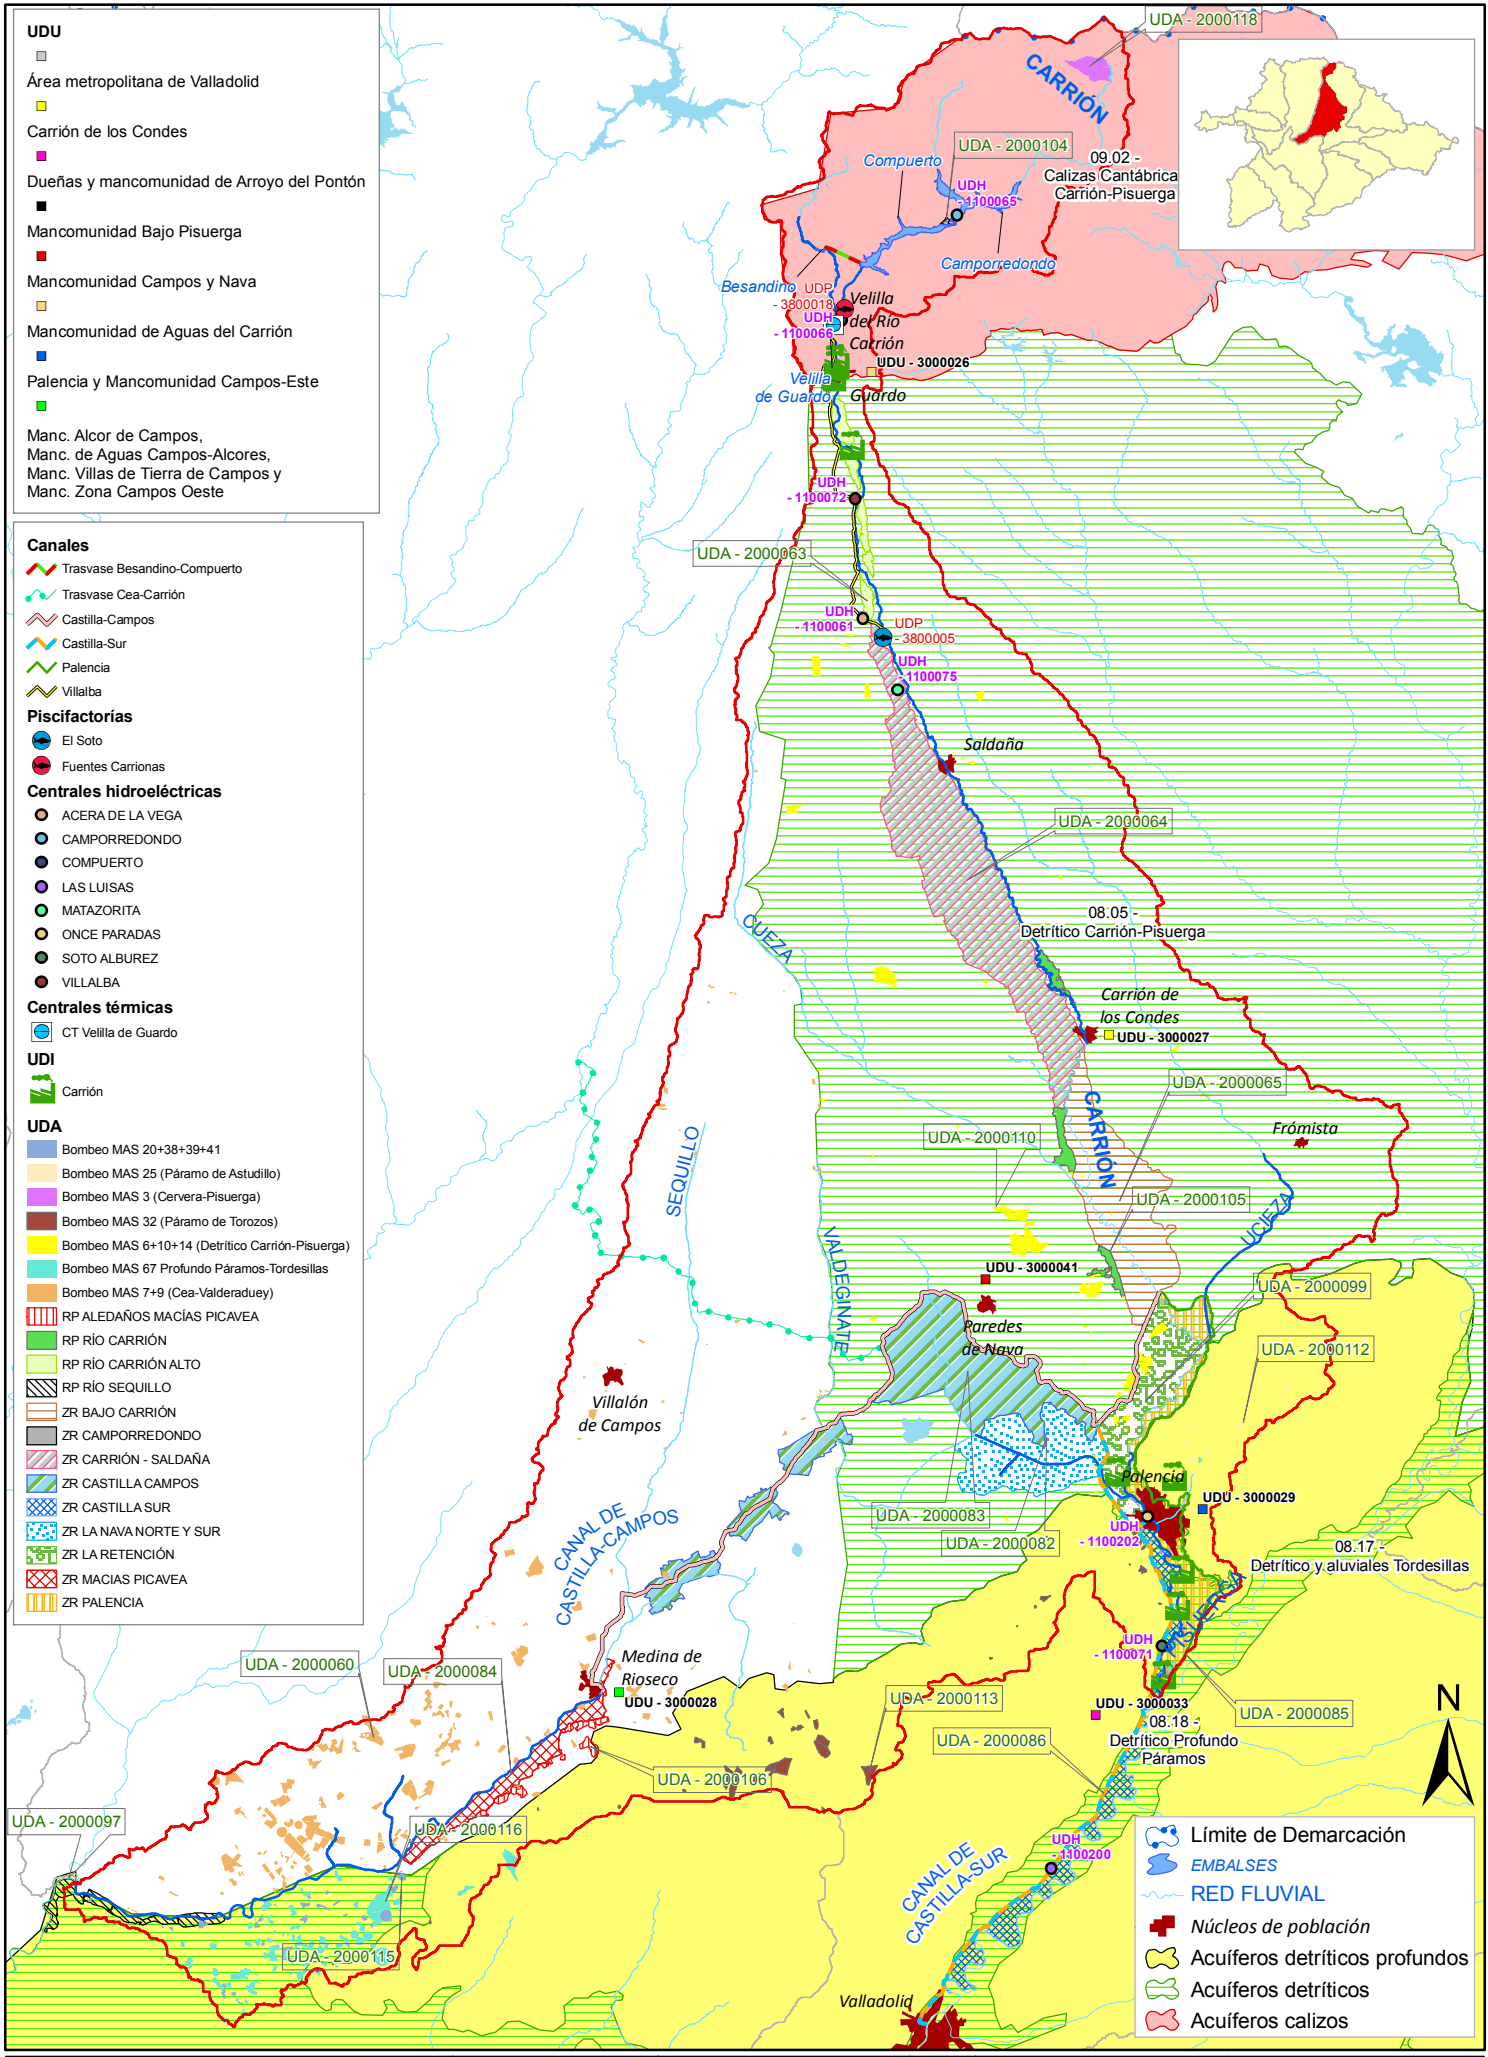 UDU
Área metropolitana de Valladolid
Carrión de los Condes
Dueñas y mancomunidad de Arroyo del Pontón
Mancomunidad Bajo Pisuerga
Mancomunidad Campos y Nava
Mancomunidad de Aguas del Carrión
Palencia y Mancomunidad Campos-Este
Manc. Alcor de Campos,
Manc. de Aguas Campos-Alcores,
Manc. Villas de Tierra de Campos y
Manc. Zona Campos Oeste
Canales
Trasvase Besandino-Compuerto
Trasvase Cea-Carrión
Castilla-Campos
Castilla-Sur
Palencia
Villalba
Piscifactorías
El Soto
Fuentes Carrionas
Centrales hidroeléctricas
ACERA DE LA VEGA
CAMPORREDONDO
COMPUERTO
LAS LUISAS
MATAZORITA
ONCE PARADAS
SOTO ALBUREZ
VILLALBA
Centrales térmicas
CT Velilla de Guardo
UDI
Carrión
UDA
Bombeo MAS 20+38+39+41
Bombeo MAS 25 (Páramo de Astudillo)
Bombeo MAS 3 (Cervera-Pisuerga)
Bombeo MAS 32 (Páramo de Torozos)
Bombeo MAS 6+10+14 (Detrítico Carrión-Pisuerga)
Bombeo MAS 67 Profundo Páramos-Tordesillas
Bombeo MAS 7+9 (Cea-Valderaduey)
RP ALEDAÑOS MACÍAS PICAVEA
RP RÍO CARRIÓN
RP RÍO CARRIÓN ALTO
RP RÍO SEQUILLO
ZR BAJO CARRIÓN
ZR CAMPORREDONDO
ZR CARRIÓN - SALDAÑA
ZR CASTILLA CAMPOS
ZR CASTILLA SUR
ZR LA NAVA NORTE Y SUR
ZR LA RETENCIÓN
ZR MACIAS PICAVEA
ZR PALENCIA
UDA - 2000118
CARRIÓN
UDA - 2000104
Compuerto
09.02 -
Calizas Cantábrica
Carrión-Pisuerga
UDH
- 1100065
Camporredondo
Besandino
UDP
- 3800018
Velilla
del Río
Carrión
UDH
- 1100066
UDU - 3000026
Velilla
de Guardo
Guardo
UDH
- 1100072
UDA - 2000063
UDH
- 1100061
UDP
- 3800005
UDH
- 1100075
Saldaña
UDA - 2000064
08.05 -
Detrítico Carrión-Pisuerga
CUEZA
Carrión de
los Condes
UDU - 3000027
UDA - 2000065
CARRIÓN
UDA - 2000110
Frómista
SEQUILLO
UDA - 2000105
UCIEZA
VALDEGINATE
UDU - 3000041
UDA - 2000099
Paredes
de Nava
UDA - 2000112
Villalón
de Campos
Palencia
UDU - 3000029
UDA - 2000083
UDH
- 1100202
UDA - 2000082
CANAL DE
CASTILLA-CAMPOS
08.17 -
Detrítico y aluviales Tordesillas
PISUERGA
UDH
- 1100071
Medina de
Rioseco
UDU - 3000028
UDA - 2000060
UDA - 2000084
UDA - 2000113
UDU - 3000033
UDA - 2000085
08.18 -
Detrítico Profundo
Páramos
UDA - 2000086
UDA - 2000106
N
UDA - 2000097
UDA - 2000116
UDH
- 1100200
CANAL DE
CASTILLA-SUR
UDA - 2000115
Valladolid
Límite de Demarcación
EMBALSES
RED FLUVIAL
Núcleos de población
Acuíferos detríticos profundos
Acuíferos detríticos
Acuíferos calizos